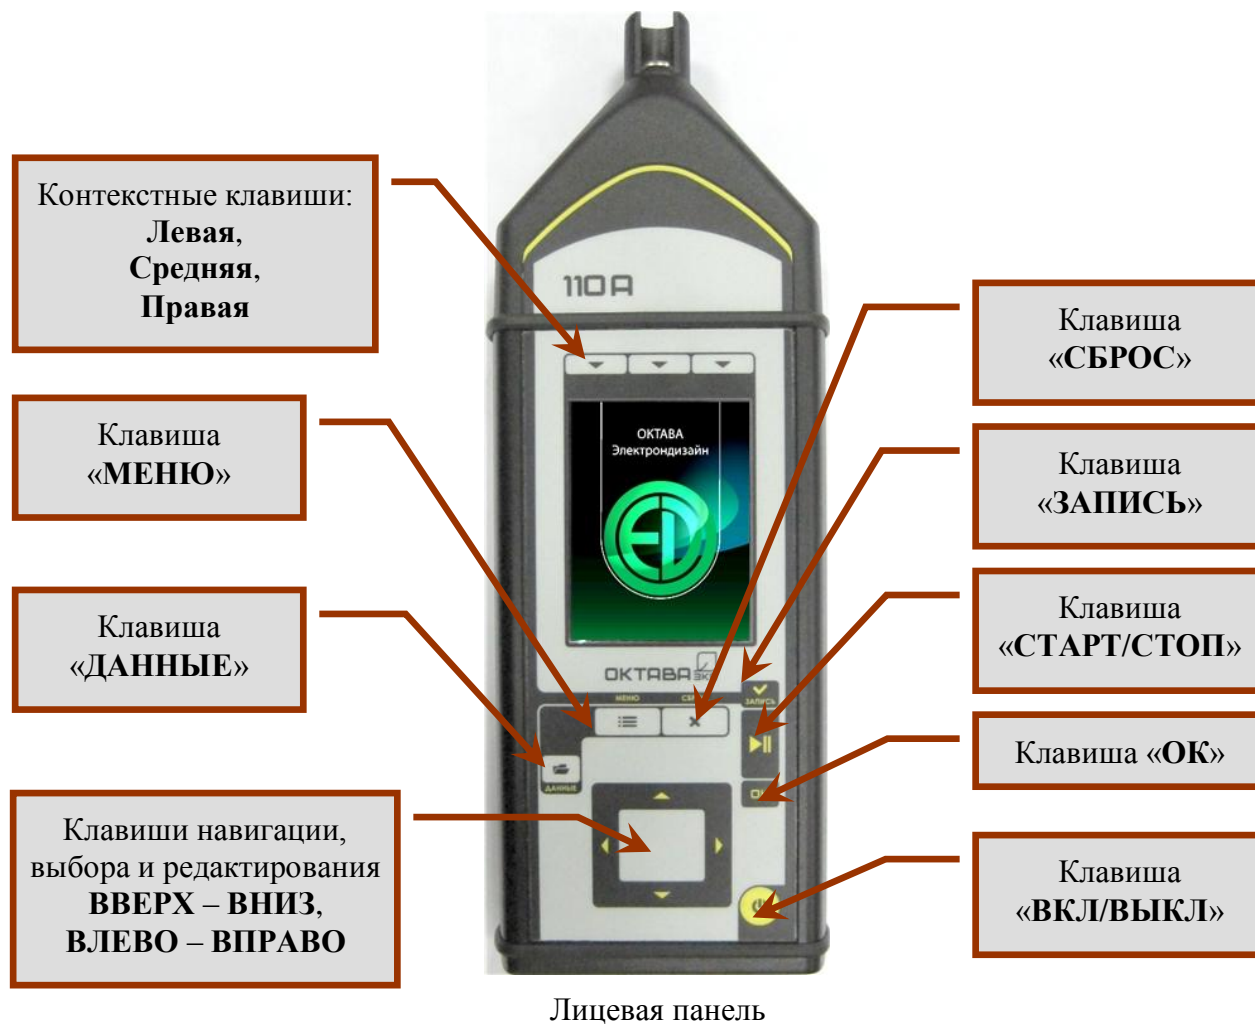 Контекстные клавиши:
Левая,
Средняя,
Правая
Клавиша
«МЕНЮ»
Клавиша
«ДАННЫЕ»
Клавиши навигации,
выбора и редактирования
ВВЕРХ – ВНИЗ,
ВЛЕВО – ВПРАВО
110А
ОКТАВА
Электрондизайн
ОКТАВА
МЕНЮ
ЗАПИСЬ
ДАННЫЕ
Клавиша
«СБРОС»
Клавиша
«ЗАПИСЬ»
Клавиша
«СТАРТ/СТОП»
Клавиша «ОК»
Клавиша
«ВКЛ/ВЫКЛ»
Лицевая панель